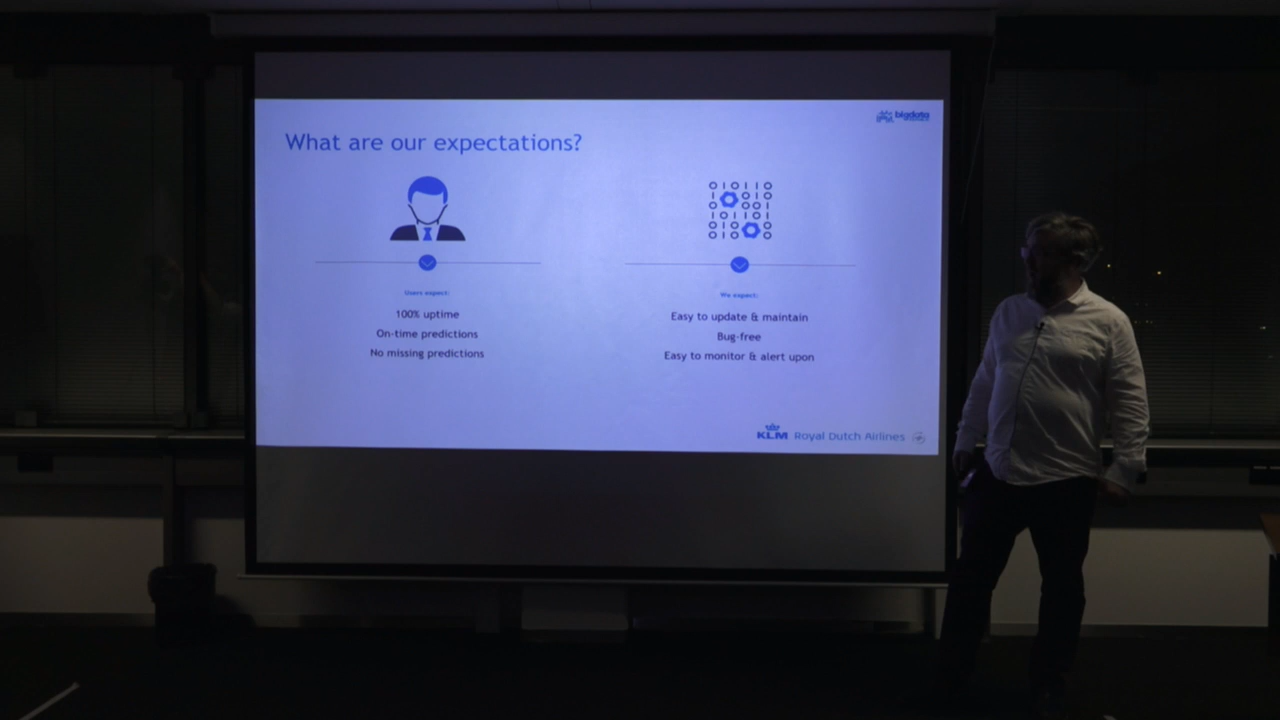 bigdata
What are our expectations?
Users expect:
100% uptime
On-time predictions
No missing predictions
We expect:
Easy to update & maintain
Bug-free
Easy to monitor & alert upon
KLM Royal Dutch Airlines